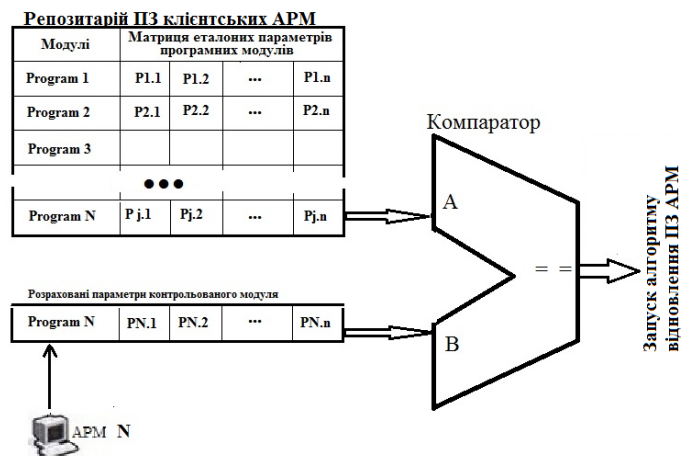 Репозитарій ПЗ клієнтських АРМ
Модулі
Матриця еталоних параметрів
програмних модулів
Program 1 P1.1 P1.2 ... P1.n
Program 2 P2.1 P2.2 ... P2.n
Program 3
...
Program N P j.1 Pj.2 ... Pj.n
Компаратор
A
= =
B
Запуск алгоритму
відновлення ПЗ АРМ
Розраховані параметри контрольованого модуля
Program N PN.1 PN.2 ... PN.n
АРМ N